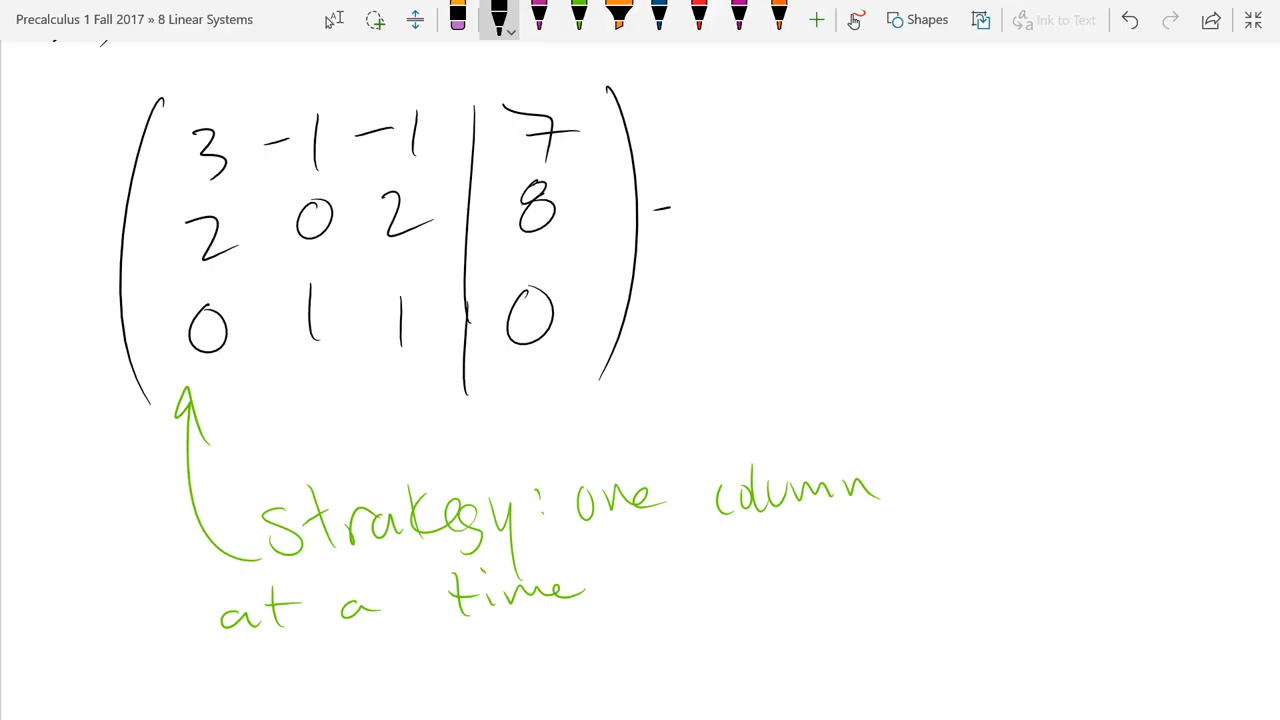 Precalculus 1 Fall 2017 » 8 Linear Systems
Shapes
Ink to Text
3 -1 -1 | 7
2 0 2 | 8
0 1 1 | 0
strategy: one column
at a time